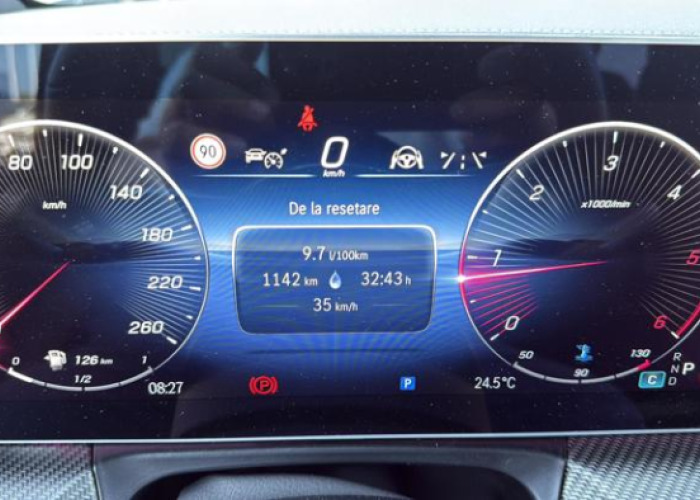 90
0
km/h
De la resetare
9.7 l/100km
1142 km 32:43 h
35 km/h
80 100 140 180 220 260
km/h
0 1/2 1
126 km
08:27
P
P
24.5°C
0 1 2 3 4 5 6
x1000/min
50 90 130
C
R
N P
D